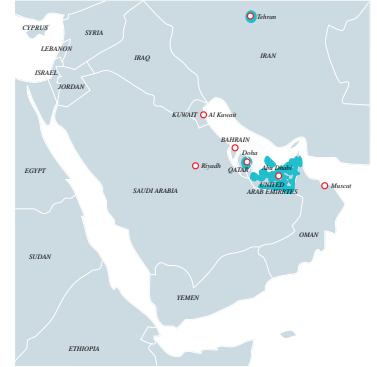 Tehran
CYPRUS
SYRIA
LEBANON
IRAQ
IRAN
ISRAEL
JORDAN
KUWAIT
Al Kawait
BAHRAIN
Doha
Riyadh
QATAR
Abu Dhabi
EGYPT
UNITED
ARAB EMIRATES
SAUDI ARABIA
Muscat
OMAN
SUDAN
YEMEN
ETHIOPIA